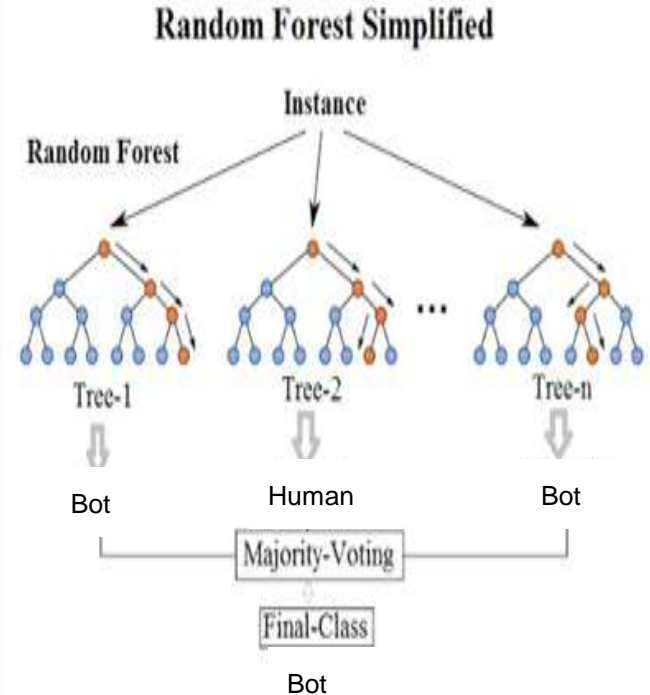 Random Forest Simplified
Instance
Random Forest
...
Tree-1 Tree-2 Tree-n
Bot Human Bot
Majority-Voting
Final-Class
Bot